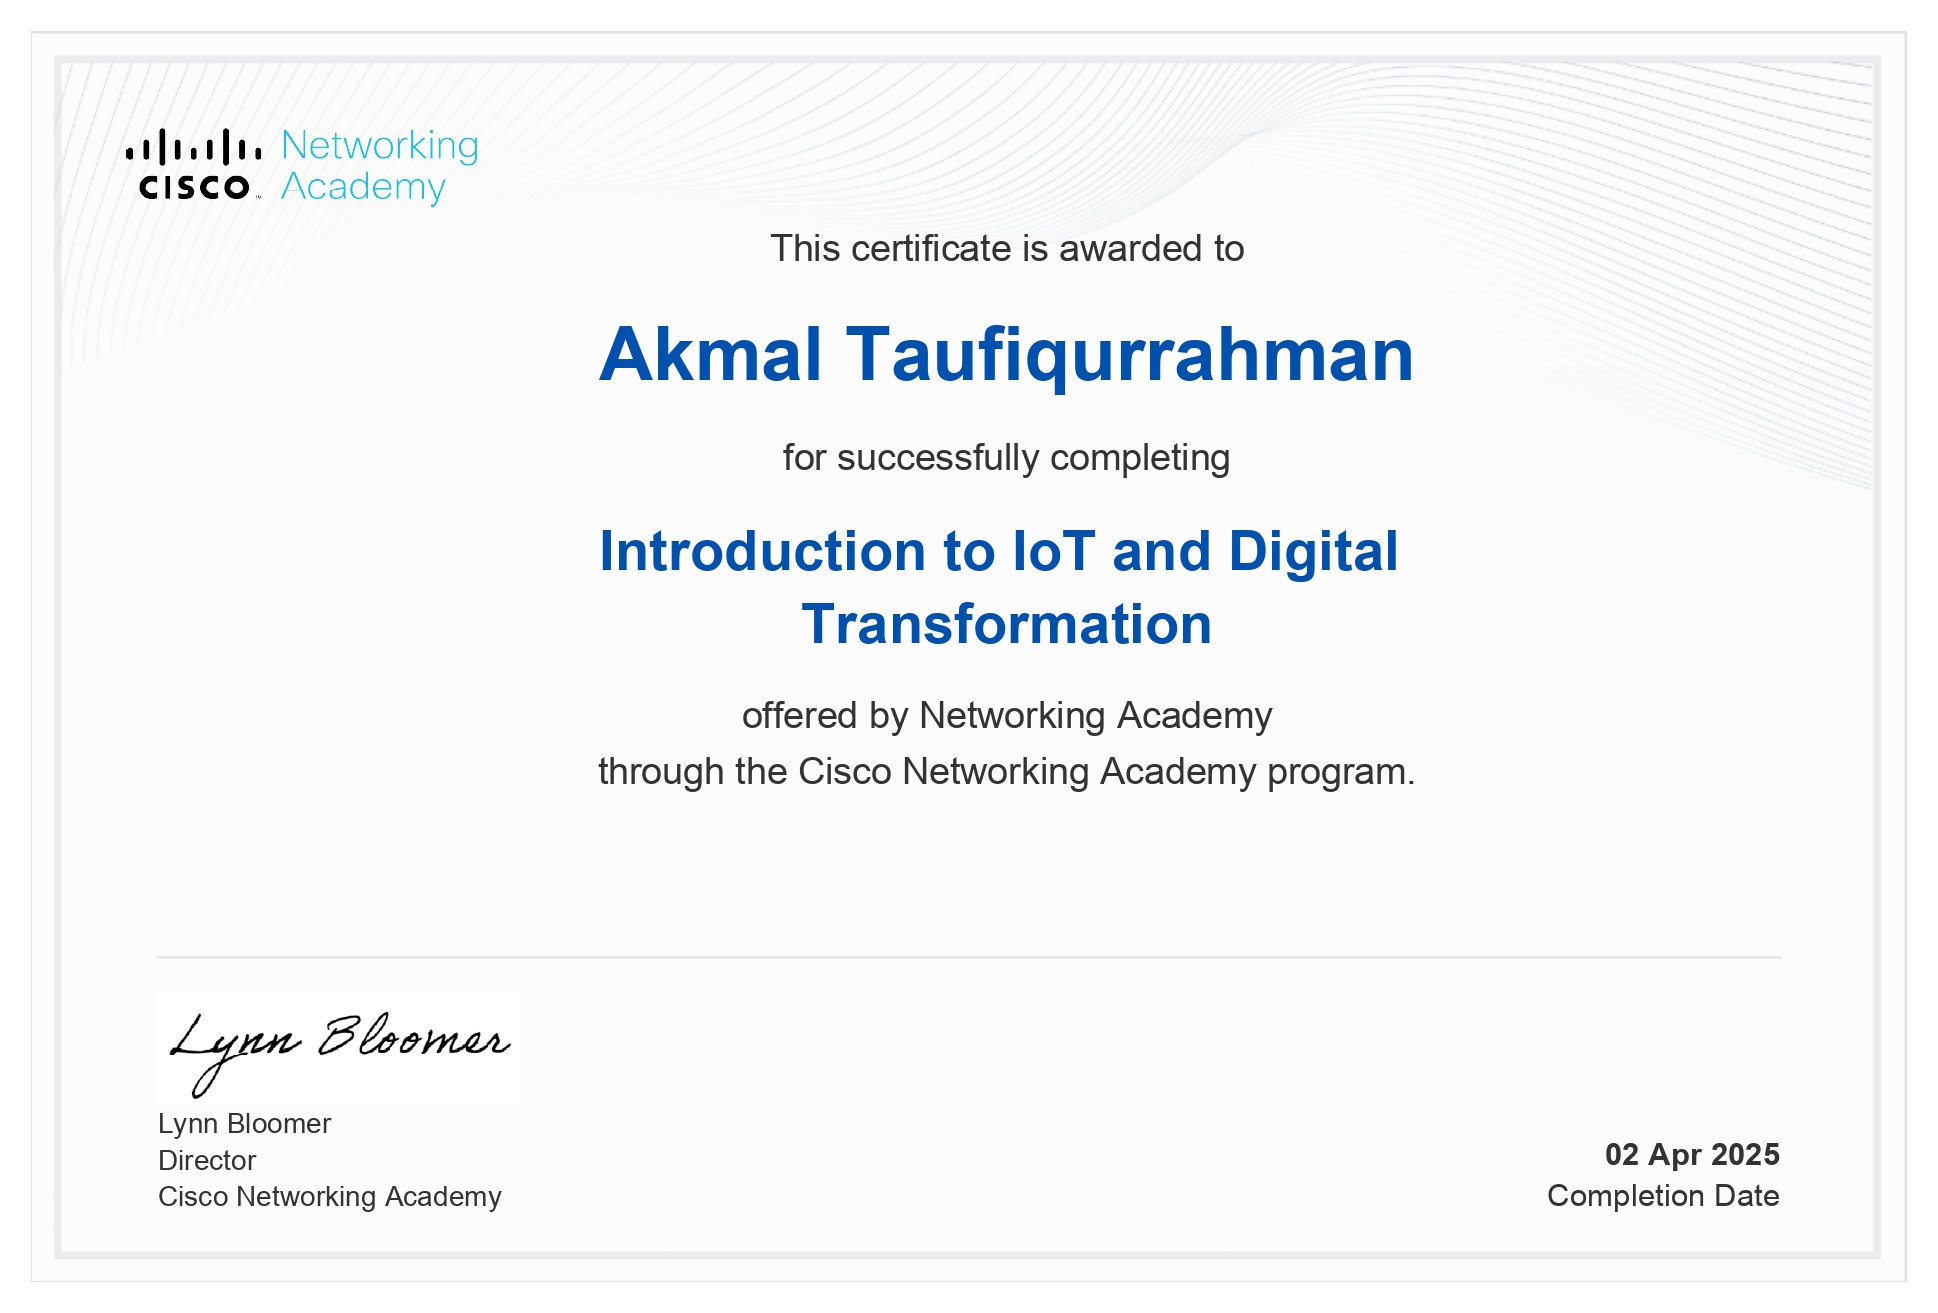 Networking
CISCO™ Academy
This certificate is awarded to
Akmal Taufiqurrahman
for successfully completing
Introduction to IoT and Digital
Transformation
offered by Networking Academy
through the Cisco Networking Academy program.
Lynn Bloomer
Lynn Bloomer
Director
Cisco Networking Academy
02 Apr 2025
Completion Date